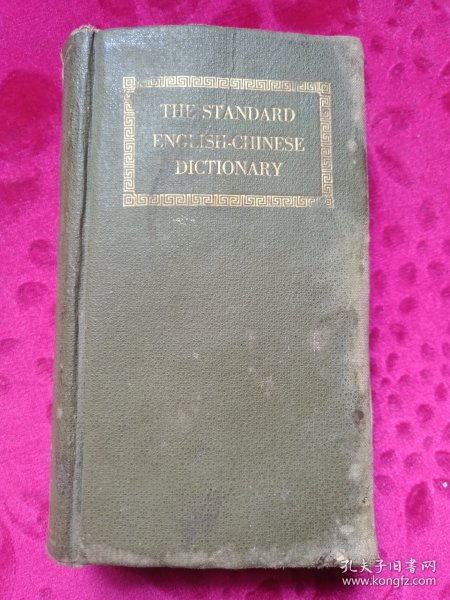 THE STANDARD
ENGLISH-CHINESE
DICTIONARY
孔夫子旧书网
www.kongfz.com